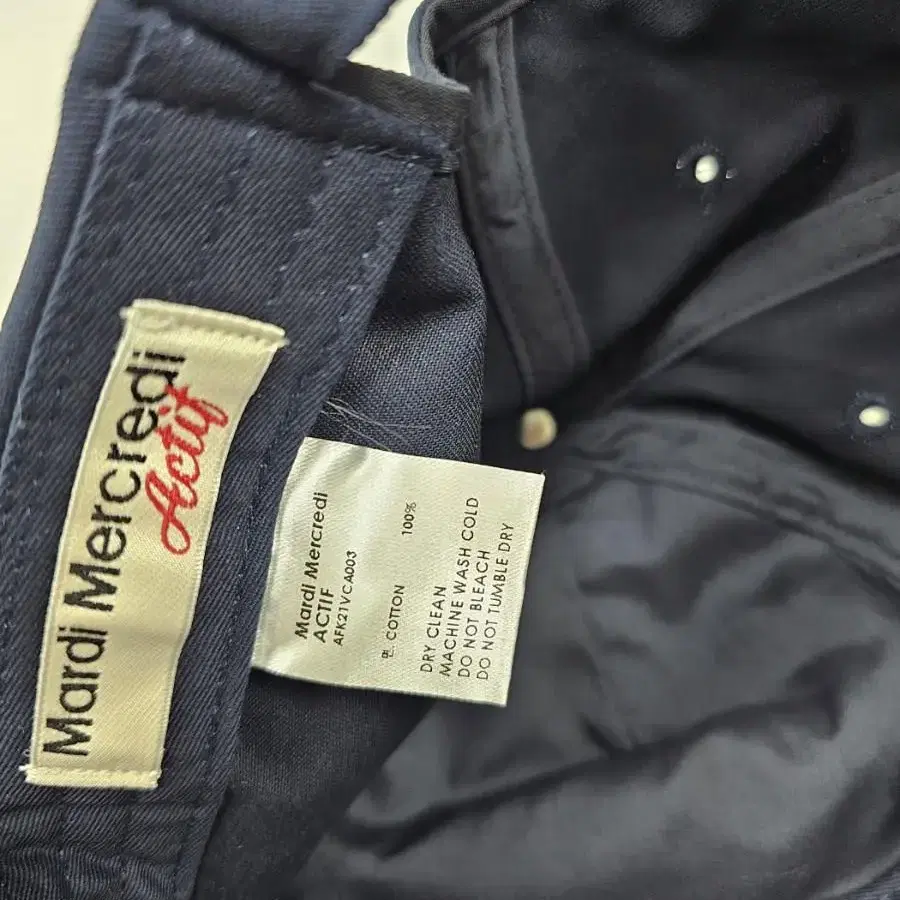 Mardi Mercredi
Actif
Mardi Mercredi
ACTIF
AFK21VCA003
면 COTTON 100%
DRY CLEAN
MACHINE WASH COLD
DO NOT BLEACH
DO NOT TUMBLE DRY